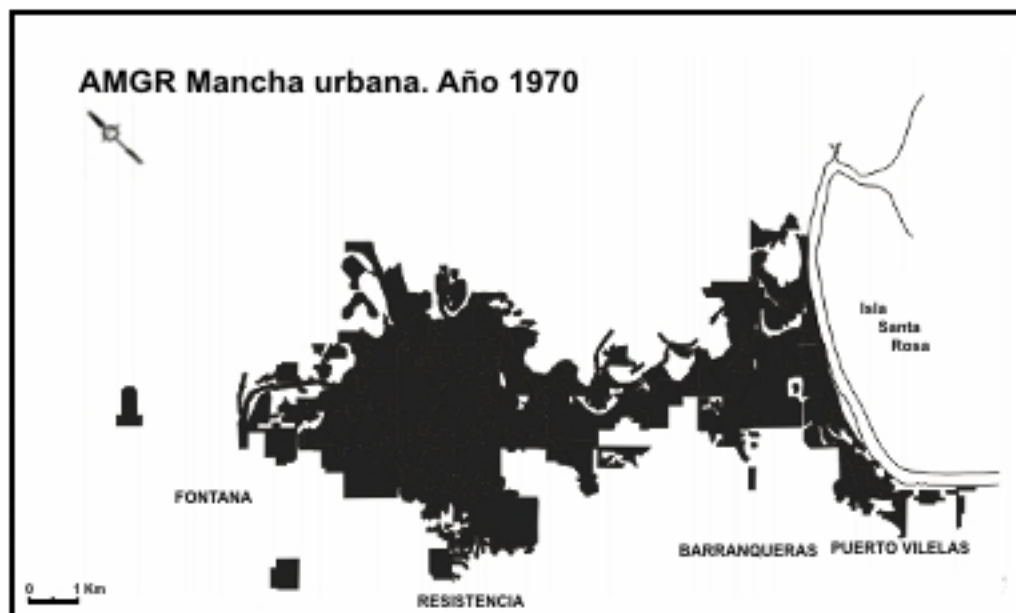 AMGR Mancha urbana. Año 1970
Isla
Santa
Rosa
FONTANA
BARRANQUERAS
PUERTO VILELAS
0 1 Km
RESISTENCIA